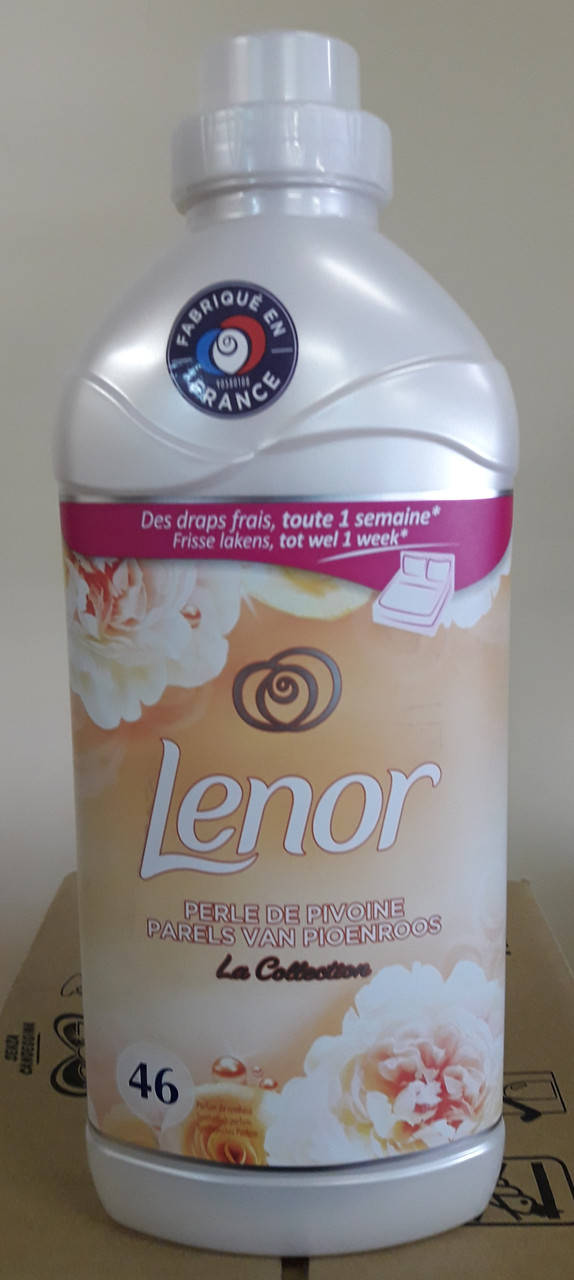 FABRIQUÉ EN
FRANCE
Des draps frais, toute 1 semaine*
Frisse lakens, tot wel 1 week*
Lenor
PERLE DE PIVOINE
PARELS VAN PIOENROOS
La Collection
46
SENZA